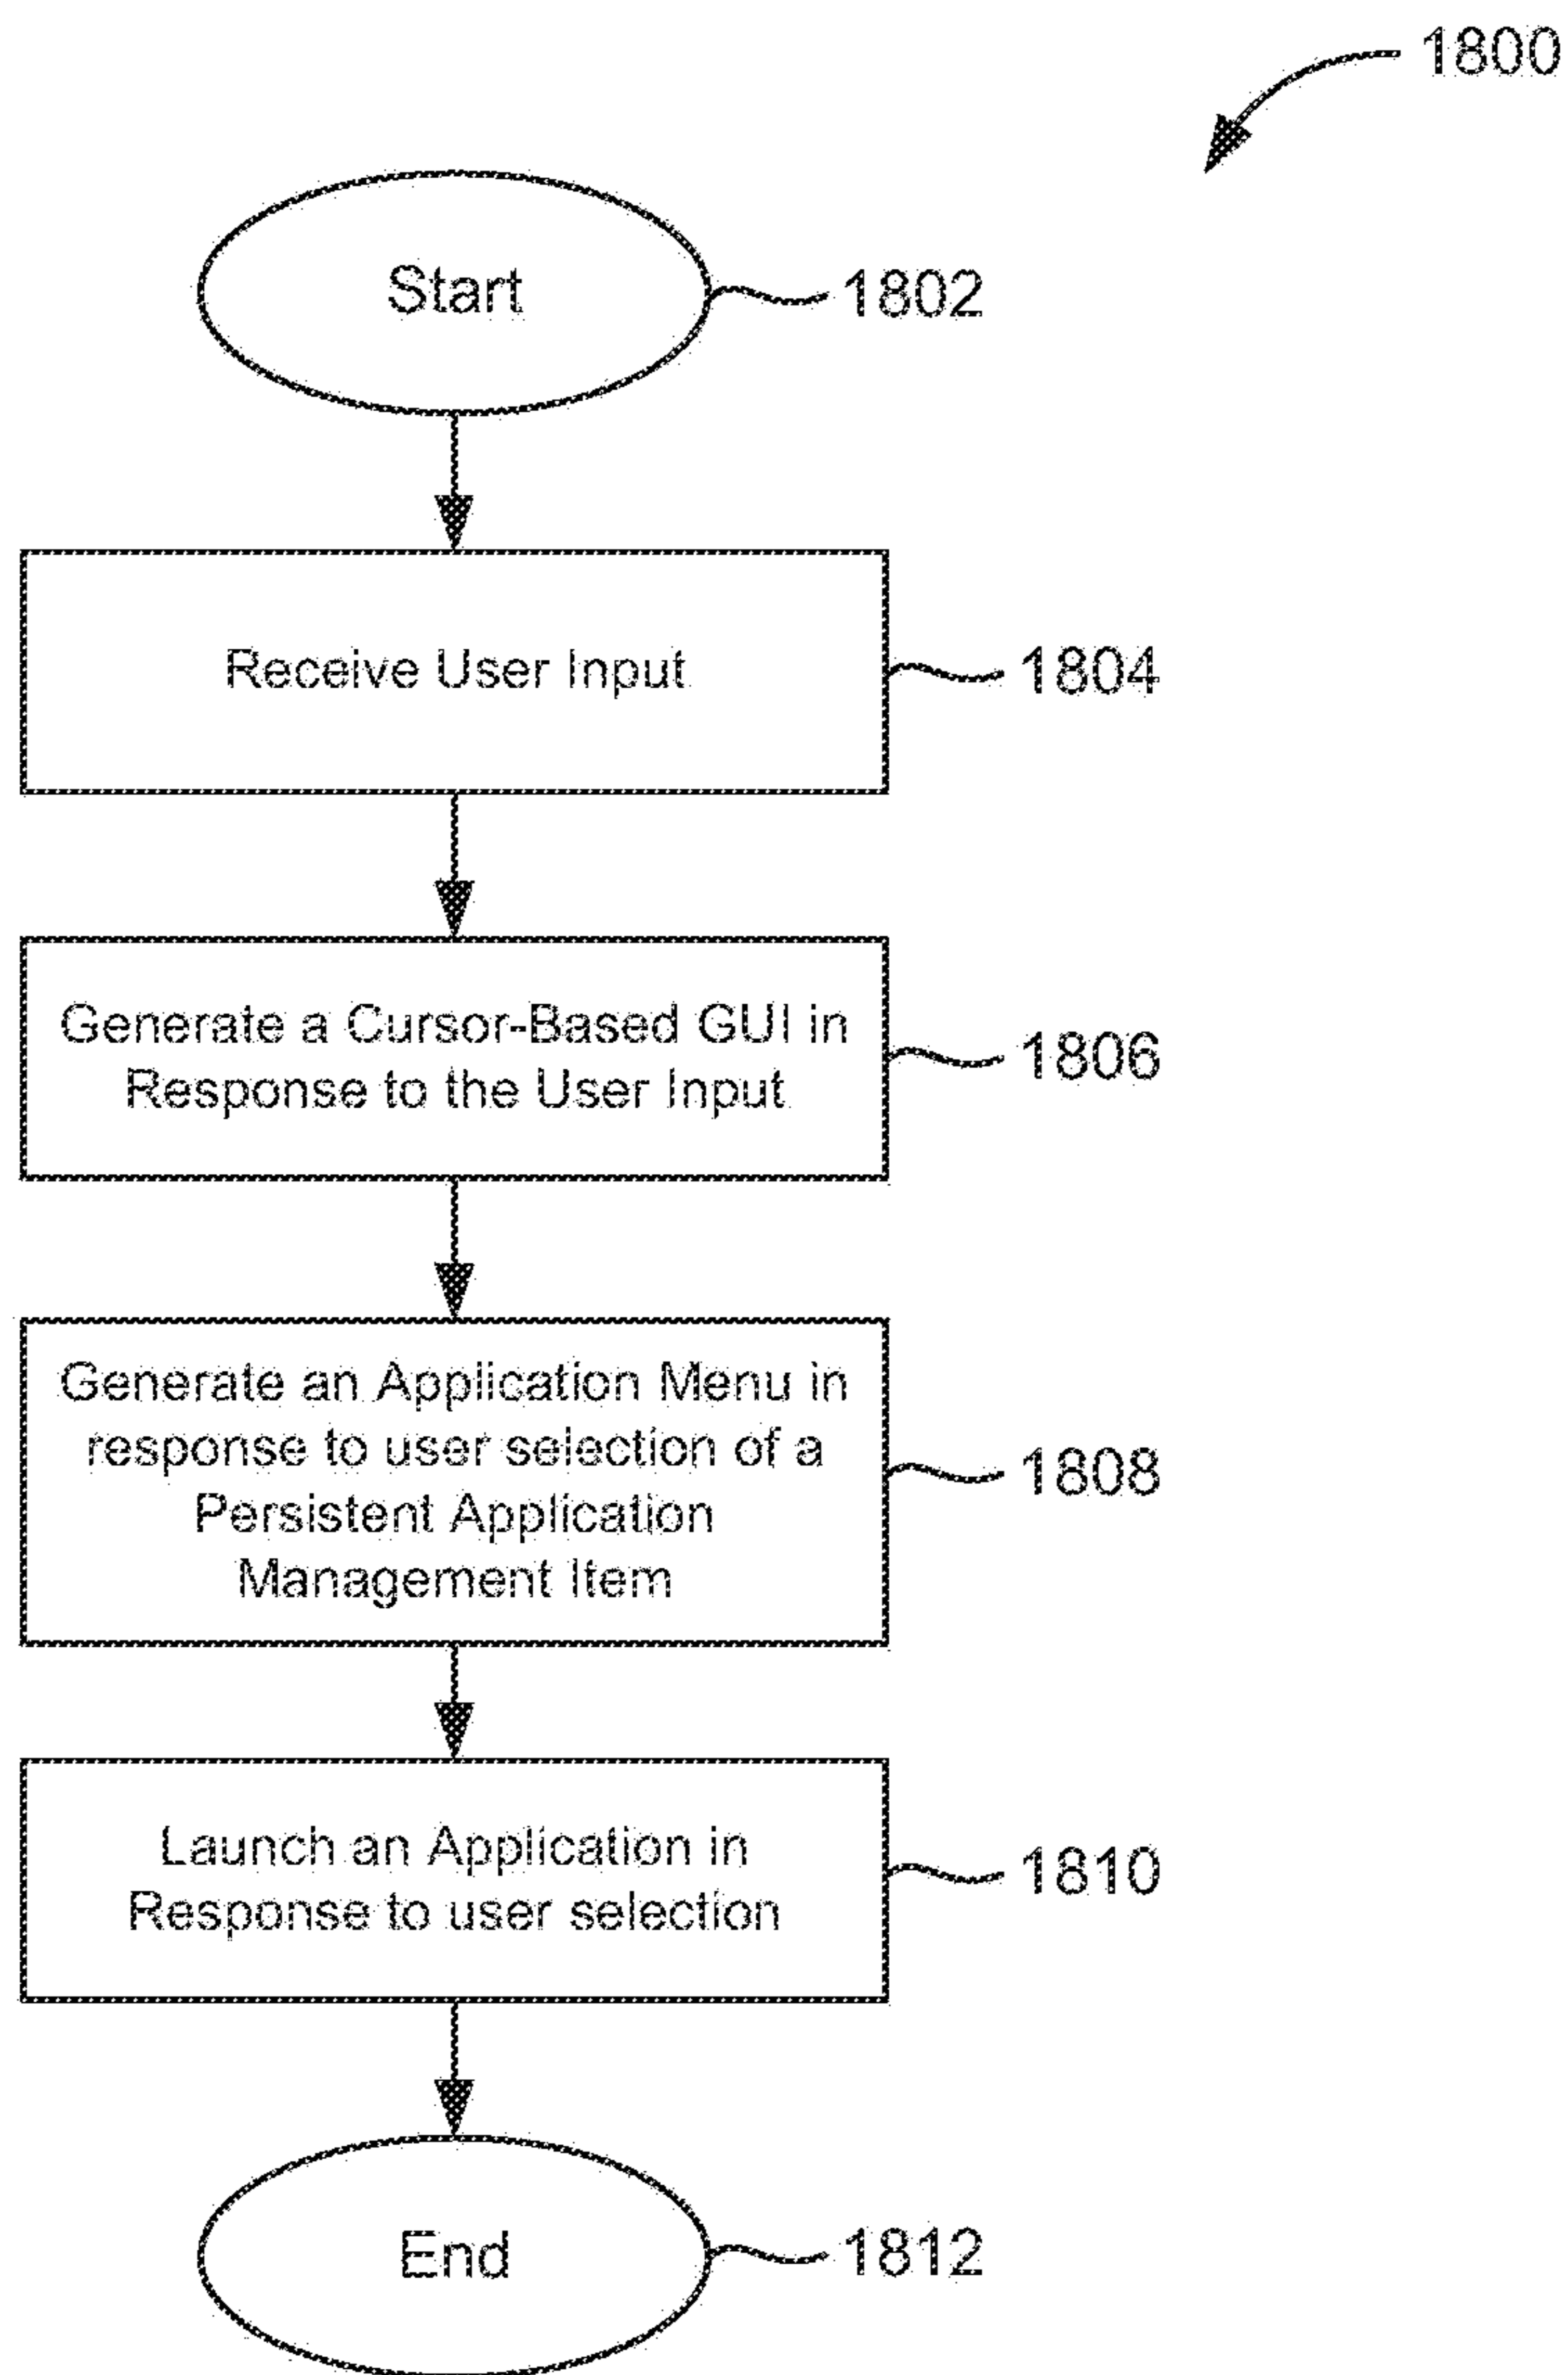 1800
Start
1802
Receive User Input
1804
Generate a Cursor-Based GUI in
Response to the User Input
1806
Generate an Application Menu in
response to user selection of a
Persistent Application
Management Item
1808
Launch an Application in
Response to user selection
1810
End
1812